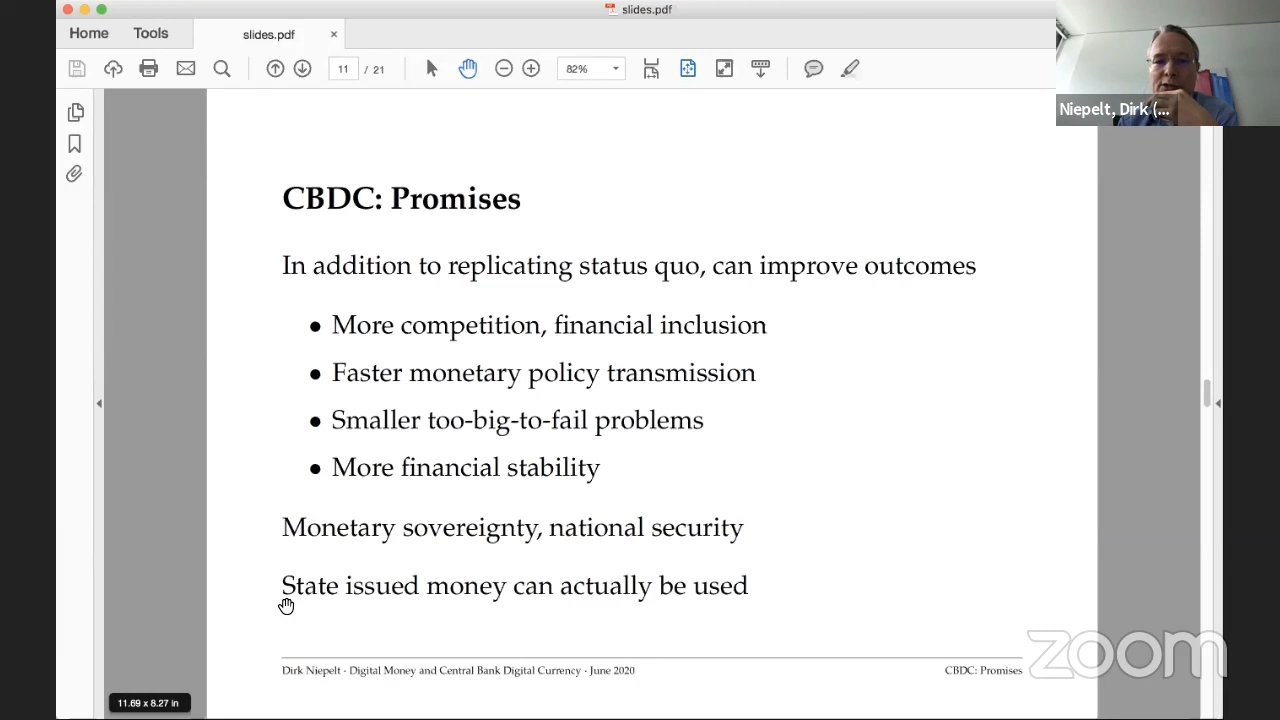 slides.pdf
Home
Tools
slides.pdf
×
11 / 21
82%
Niepelt, Dirk (...
CBDC: Promises
In addition to replicating status quo, can improve outcomes
• More competition, financial inclusion
• Faster monetary policy transmission
• Smaller too-big-to-fail problems
• More financial stability
Monetary sovereignty, national security
State issued money can actually be used
Dirk Niepelt · Digital Money and Central Bank Digital Currency · June 2020
CBDC: Promises
zoom
11.69 x 8.27 in